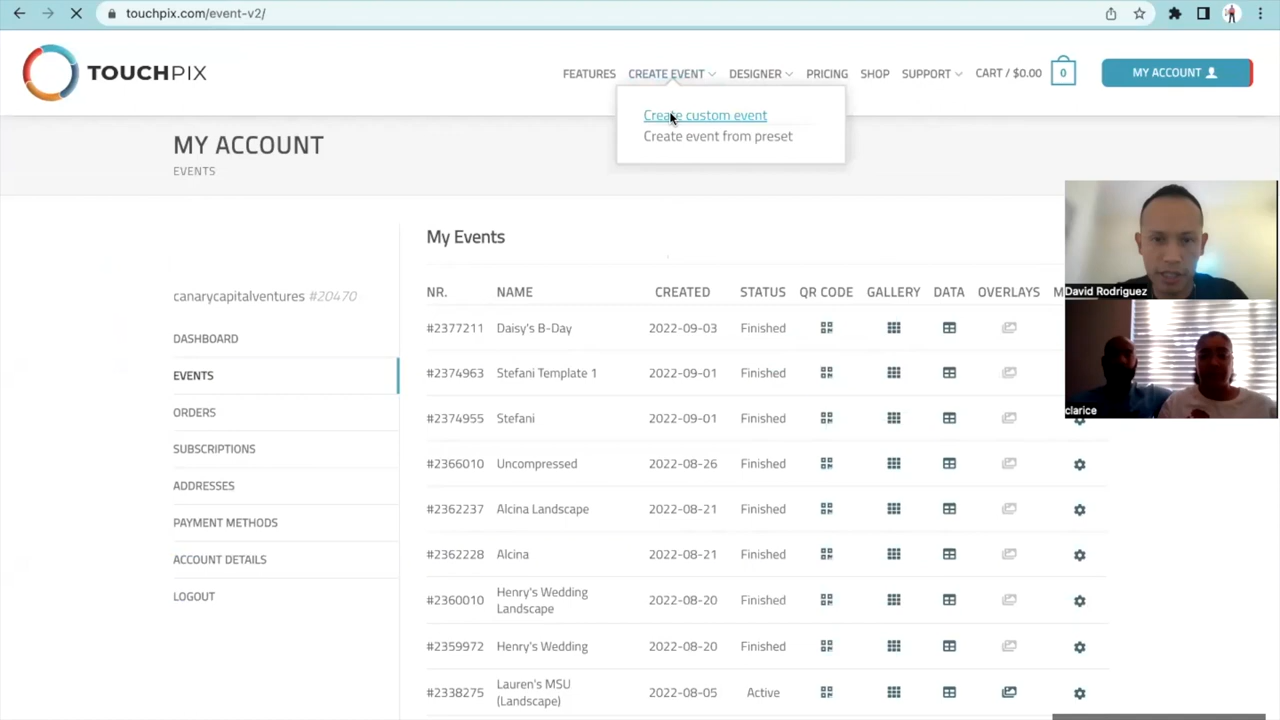 touchpix.com/event-v2/
TOUCHPIX
FEATURES
CREATE EVENT
DESIGNER
PRICING
SHOP
SUPPORT
CART / $0.00
0
MY ACCOUNT
Create custom event
Create event from preset
MY ACCOUNT
EVENTS
canarycapitalventures #20470
DASHBOARD
EVENTS
ORDERS
SUBSCRIPTIONS
ADDRESSES
PAYMENT METHODS
ACCOUNT DETAILS
LOGOUT
My Events
NR. NAME CREATED STATUS QR CODE GALLERY DATA OVERLAYS M
#2377211 Daisy's B-Day 2022-09-03 Finished
#2374963 Stefani Template 1 2022-09-01 Finished
#2374955 Stefani 2022-09-01 Finished
#2366010 Uncompressed 2022-08-26 Finished
#2362237 Alcina Landscape 2022-08-21 Finished
#2362228 Alcina 2022-08-21 Finished
#2360010 Henry's Wedding Landscape 2022-08-20 Finished
#2359972 Henry's Wedding 2022-08-20 Finished
#2338275 Lauren's MSU (Landscape) 2022-08-05 Active
David Rodriguez
clarice